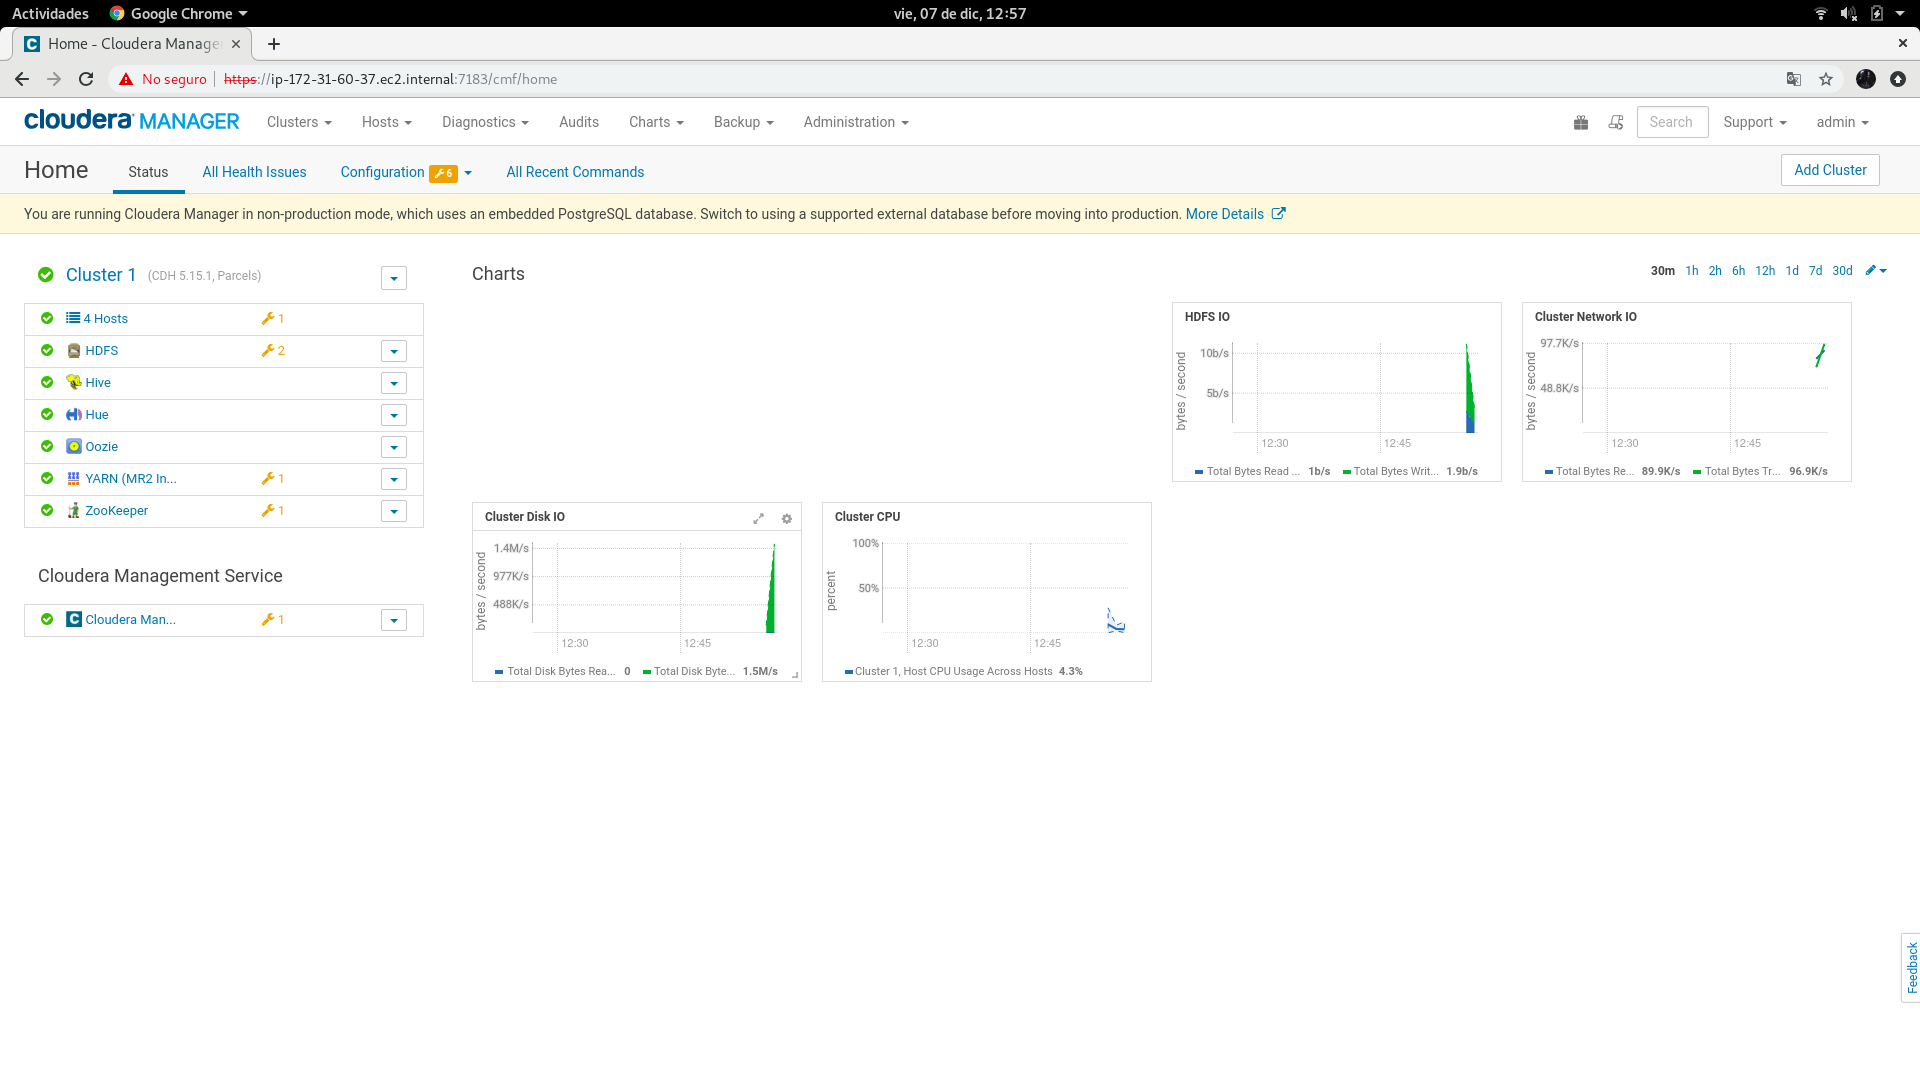 Actividades Google Chrome vie, 07 de dic, 12:57
Home - Cloudera Manage
No seguro https://ip-172-31-60-37.ec2.internal:7183/cmf/home
cloudera MANAGER Clusters Hosts Diagnostics Audits Charts Backup Administration Search Support admin
Home Status All Health Issues Configuration 6 All Recent Commands Add Cluster
You are running Cloudera Manager in non-production mode, which uses an embedded PostgreSQL database. Switch to using a supported external database before moving into production. More Details
Cluster 1 (CDH 5.15.1, Parcels)
4 Hosts 1
HDFS 2
Hive
Hue
Oozie
YARN (MR2 In... 1
ZooKeeper 1
Cloudera Management Service
C Cloudera Man... 1
Charts 30m 1h 2h 6h 12h 1d 7d 30d
HDFS IO
bytes / second
10b/s
5b/s
12:30 12:45
Total Bytes Read ... 1b/s Total Bytes Writ... 1.9b/s
Cluster Network IO
bytes / second
97.7K/s
48.8K/s
12:30 12:45
Total Bytes Re... 89.9K/s Total Bytes Tr... 96.9K/s
Cluster Disk IO
bytes / second
1.4M/s
977K/s
488K/s
12:30 12:45
Total Disk Bytes Rea... 0 Total Disk Byte... 1.5M/s
Cluster CPU
percent
100%
50%
12:30 12:45
Cluster 1, Host CPU Usage Across Hosts 4.3%
Feedback